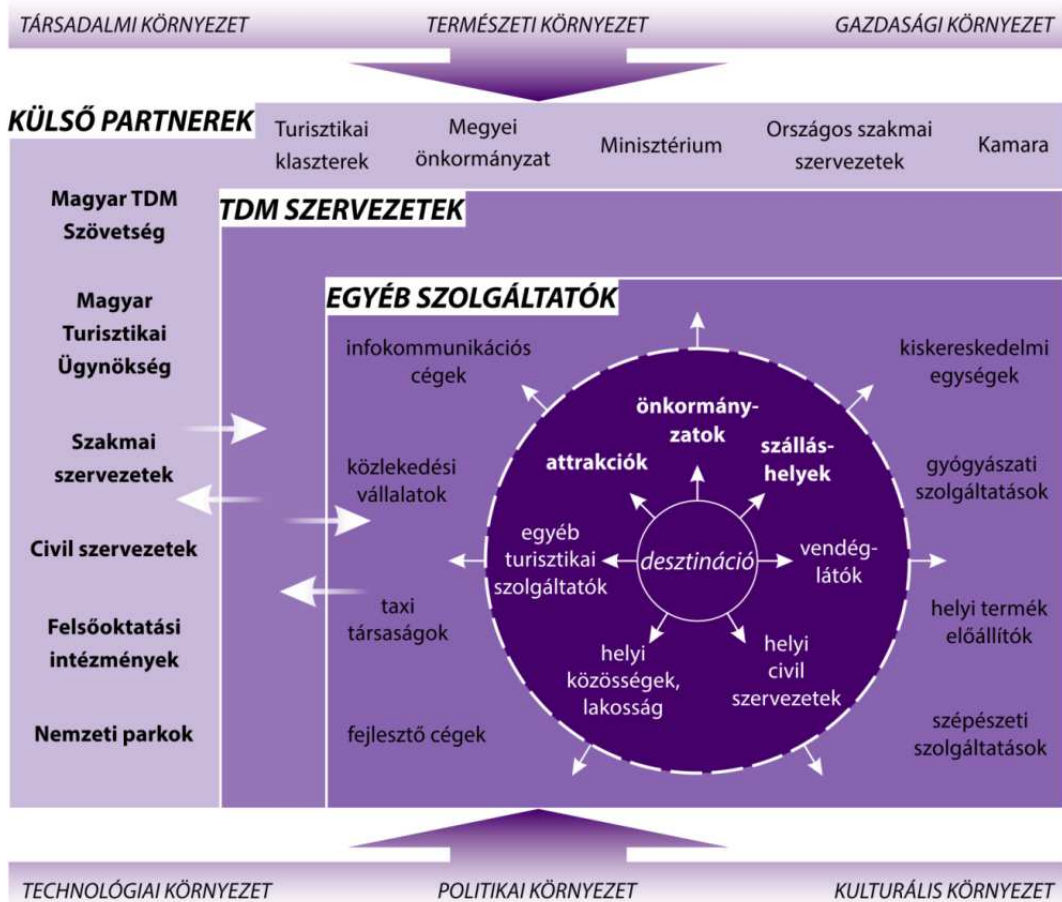 TÁRSADALMI KÖRNYEZET
TERMÉSZETI KÖRNYEZET
GAZDASÁGI KÖRNYEZET
KÜLSŐ PARTNEREK
Turisztikai
klaszterek
Megyei
önkormányzat
Minisztérium
Országos szakmai
szervezetek
Kamara
Magyar TDM
Szövetség
Magyar
Turisztikai
Ügynökség
Szakmai
szervezetek
Civil szervezetek
Felsőoktatási
intézmények
Nemzeti parkok
TDM SZERVEZETEK
EGYÉB SZOLGÁLTATÓK
infokommunikációs
cégek
közlekedési
vállalatok
taxi
társaságok
fejlesztő cégek
önkormány-
zatok
attrakciók
szállás-
helyek
egyéb
turisztikai
szolgáltatók
desztináció
vendég-
látók
helyi
közösségek,
lakosság
helyi
civil
szervezetek
kiskereskedelmi
egységek
gyógyászati
szolgáltatások
helyi termék
előállítók
szépészeti
szolgáltatások
TECHNOLÓGIAI KÖRNYEZET
POLITIKAI KÖRNYEZET
KULTURÁLIS KÖRNYEZET